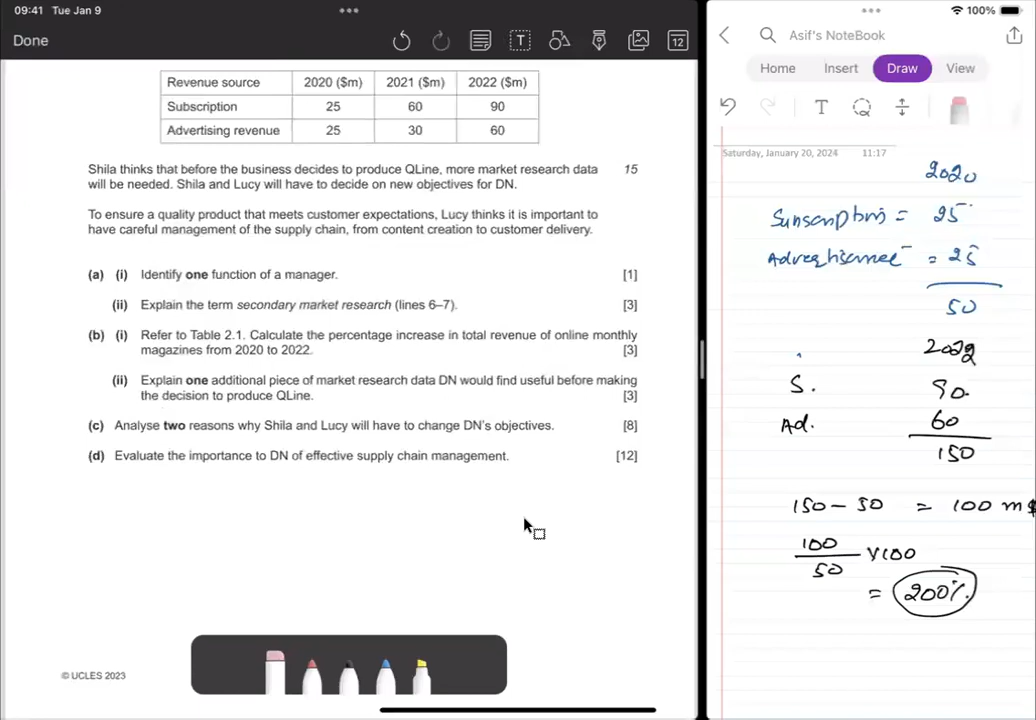 09:41 Tue Jan 9
100%
Done
12
Asif's NoteBook
Home Insert Draw View
Saturday, January 20, 2024 11:17
Revenue source 2020 ($m) 2021 ($m) 2022 ($m)
Subscription 25 60 90
Advertising revenue 25 30 60
Shila thinks that before the business decides to produce QLine, more market research data 15
will be needed. Shila and Lucy will have to decide on new objectives for DN.
To ensure a quality product that meets customer expectations, Lucy thinks it is important to
have careful management of the supply chain, from content creation to customer delivery.
(a) (i) Identify one function of a manager. [1]
(ii) Explain the term secondary market research (lines 6–7). [3]
(b) (i) Refer to Table 2.1. Calculate the percentage increase in total revenue of online monthly
magazines from 2020 to 2022. [3]
(ii) Explain one additional piece of market research data DN would find useful before making
the decision to produce QLine. [3]
(c) Analyse two reasons why Shila and Lucy will have to change DN's objectives. [8]
(d) Evaluate the importance to DN of effective supply chain management. [12]
© UCLES 2023
2020
= 25
= 25
50
2022
S. 90
Ad. 60
150
150 - 50 = 100 m$
100
50
x100
= 200%